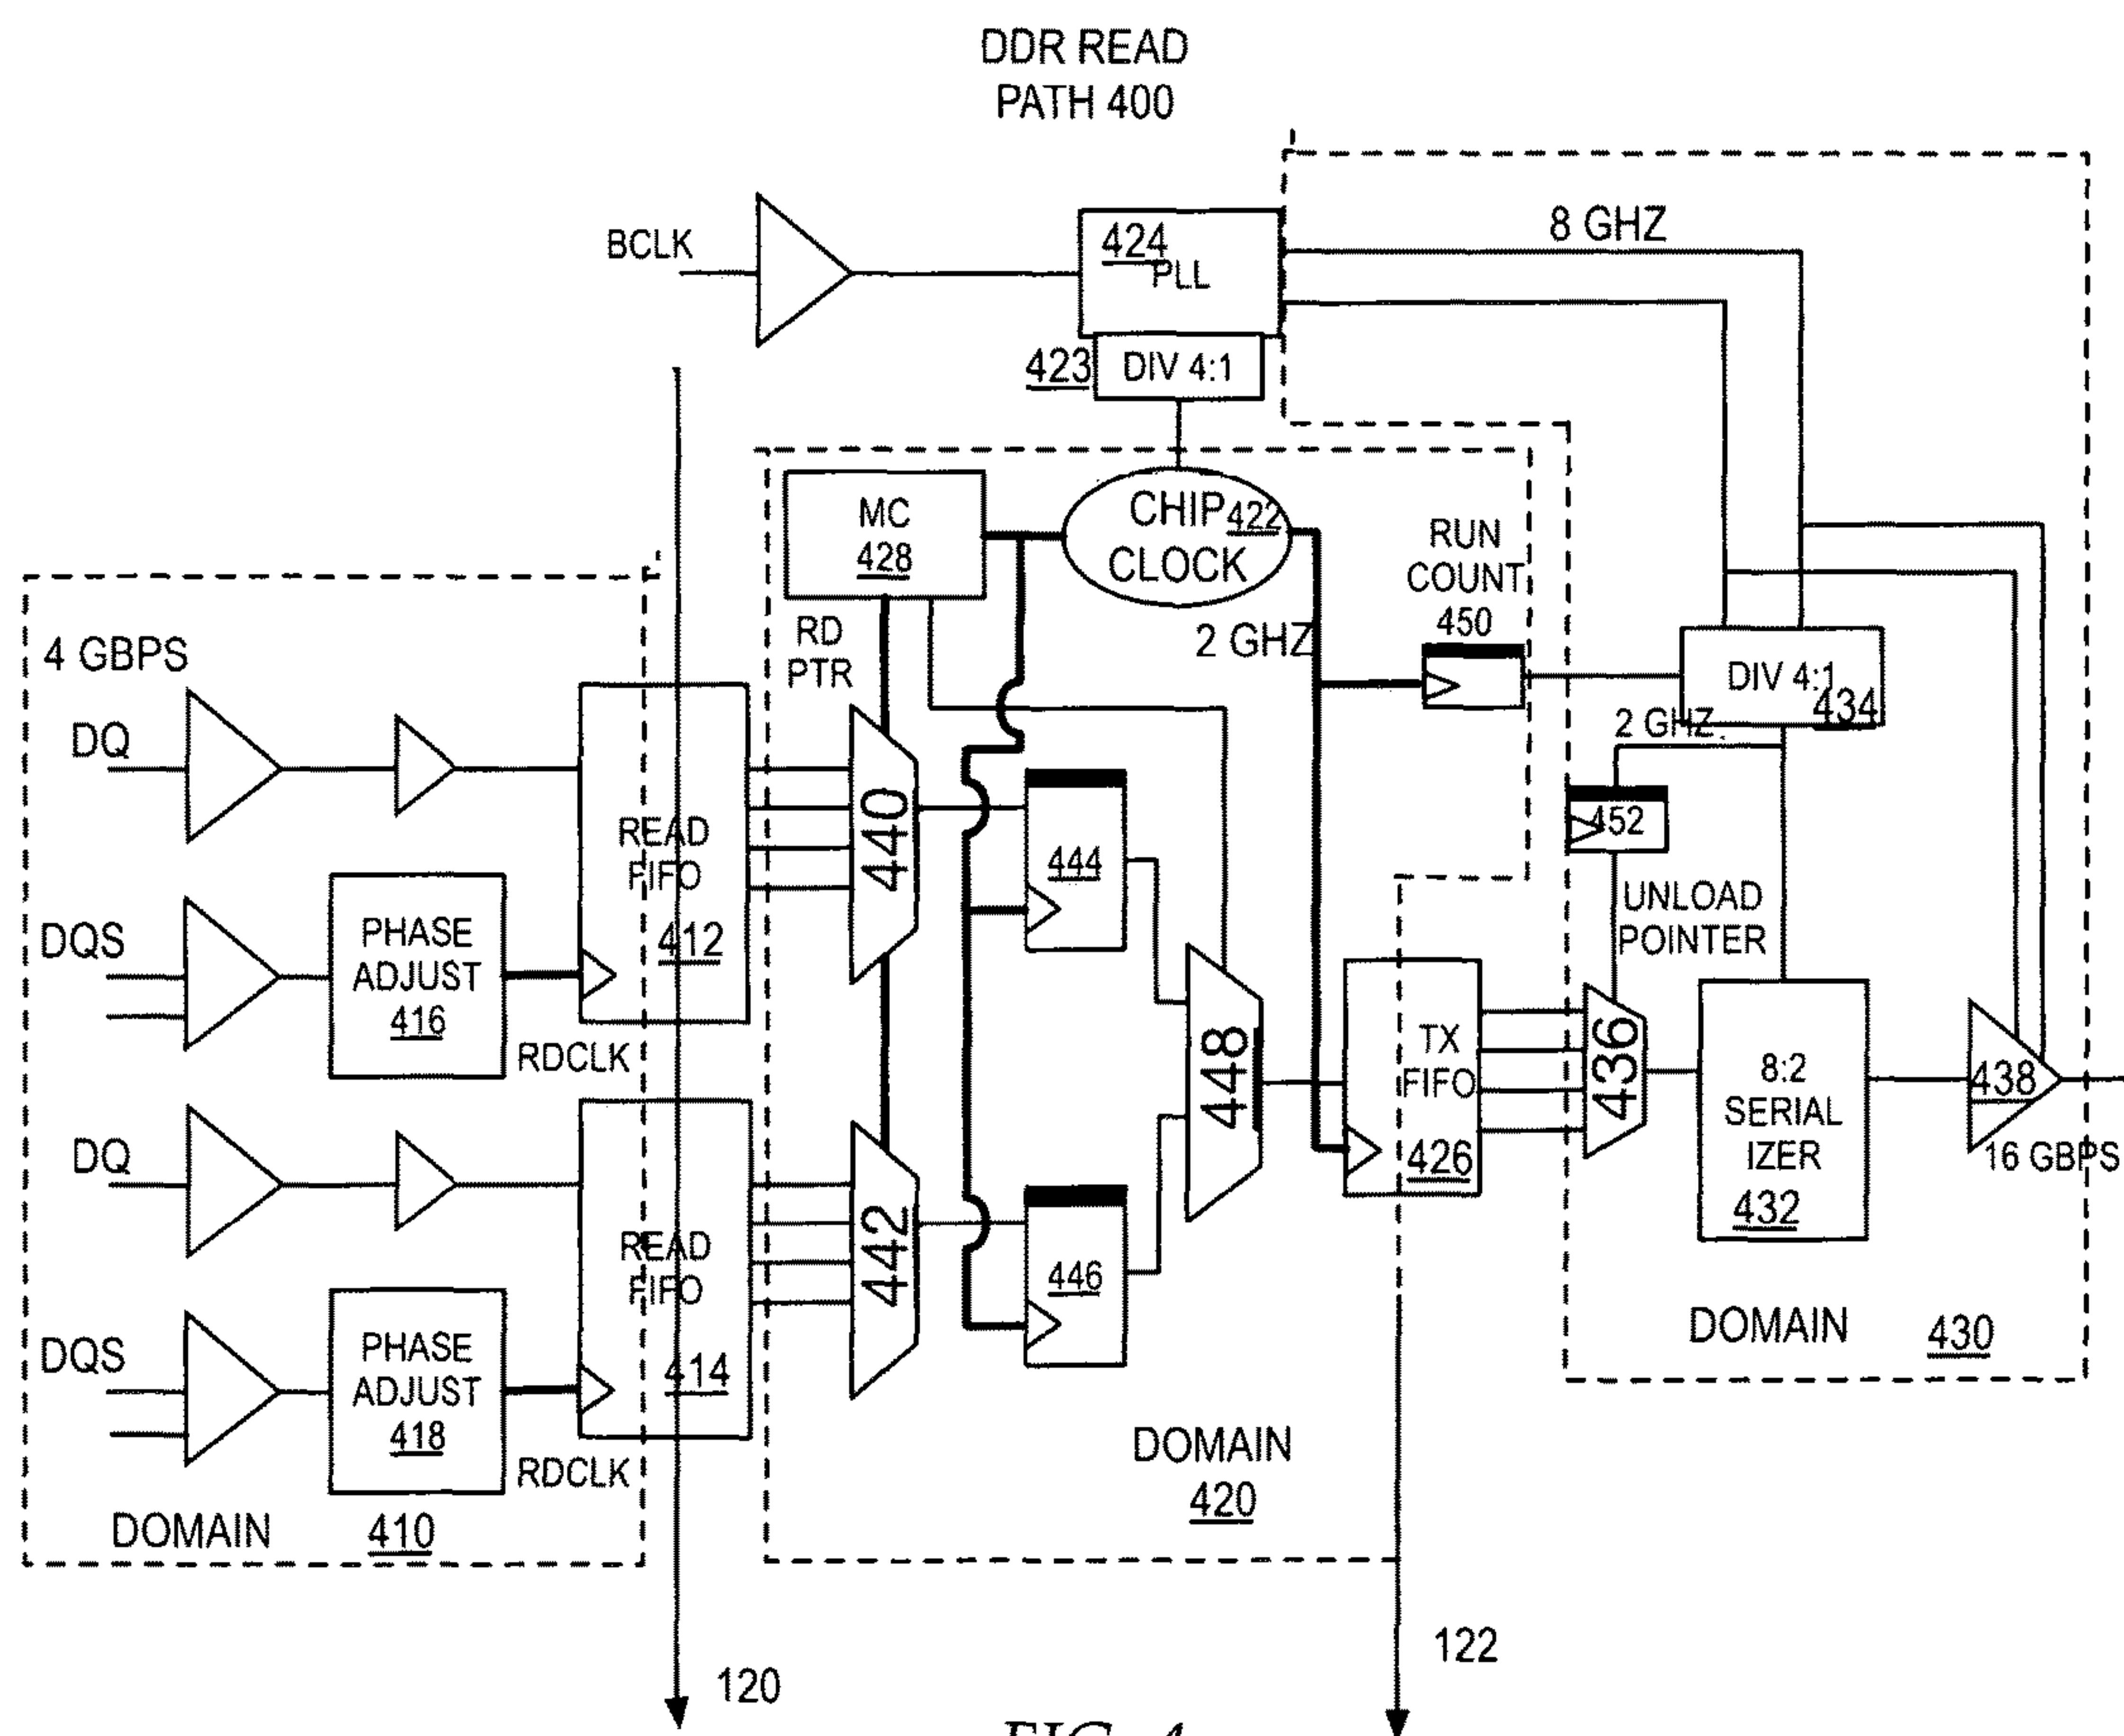 DDR READ
PATH 400
BCLK
424
PLL
8 GHZ
423
DIV 4:1
MC
428
CHIP 422
CLOCK
RUN
COUNT
450
2 GHZ
RD
PTR
4 GBPS
DQ
READ
FIFO
412
440
444
DIV 4:1
434
2 GHZ
452
UNLOAD
POINTER
DQS
PHASE
ADJUST
416
RDCLK
448
TX
FIFO
426
436
8:2
SERIAL
IZER
432
438
16 GBPS
DQ
READ
FIFO
414
442
446
DQS
PHASE
ADJUST
418
RDCLK
DOMAIN 430
DOMAIN
420
DOMAIN 410
120
122
FIG. 4